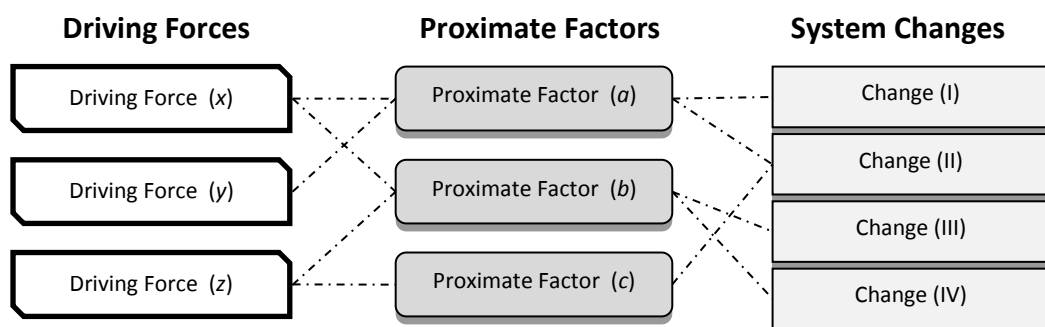 Driving Forces
Proximate Factors
System Changes
Driving Force (x)
Proximate Factor (a)
Change (I)
Change (II)
Driving Force (y)
Proximate Factor (b)
Change (III)
Driving Force (z)
Proximate Factor (c)
Change (IV)